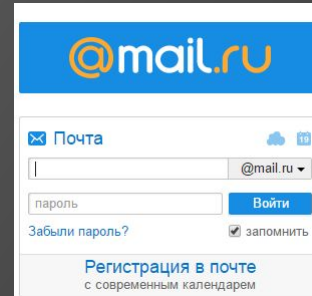 @mail.ru
Почта
19
@mail.ru
пароль
Войти
Забыли пароль?
запомнить
Регистрация в почте
с современным календарем